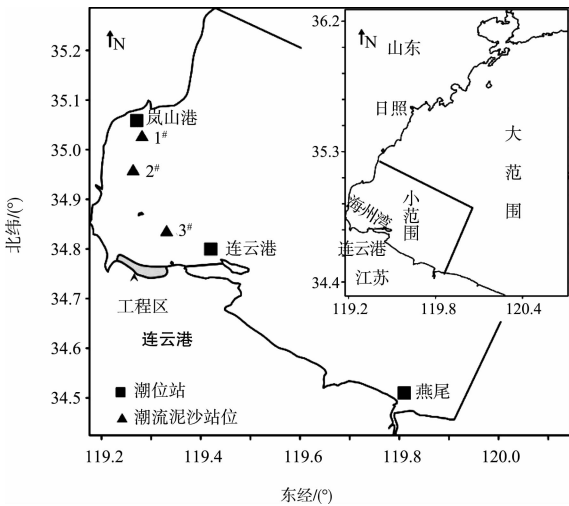 N
35.2
35.1
35.0
34.9
34.8
34.7
34.6
34.5
北纬/(°)
岚山港
1#
2#
3#
连云港
工程区
连云港
燕尾
潮位站
潮流泥沙站位
119.2
119.4
119.6
119.8
120.0
东经/(°)
36.2
35.3
34.4
N
山东
日照
大范围
小范围
海州湾
连云港
江苏
119.2
119.8
120.4